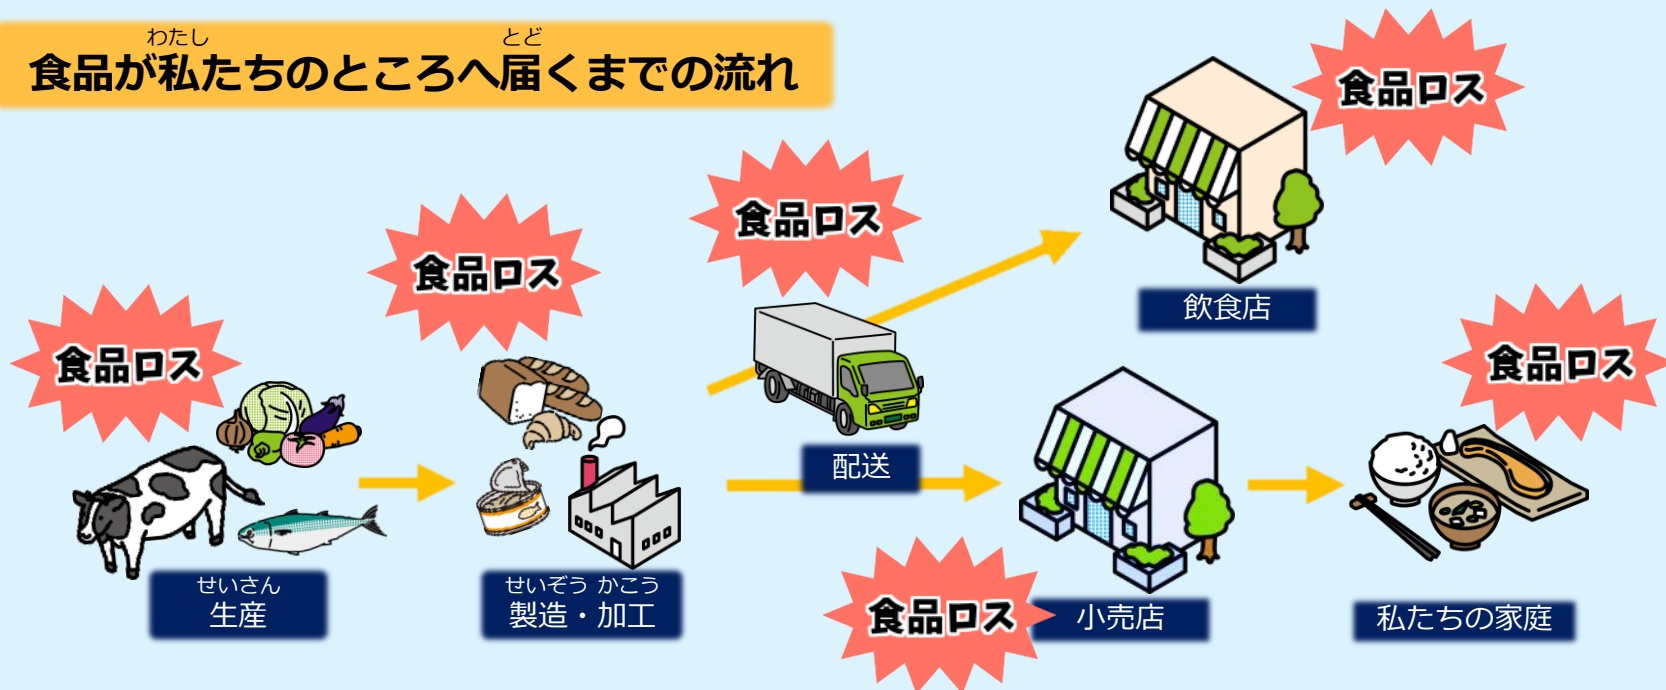 わたし とど
食品が私たちのところへ届くまでの流れ
食品ロス
せいさん
生産
食品ロス
せいぞう かこう
製造・加工
食品ロス
配送
食品ロス
飲食店
食品ロス
小売店
食品ロス
私たちの家庭